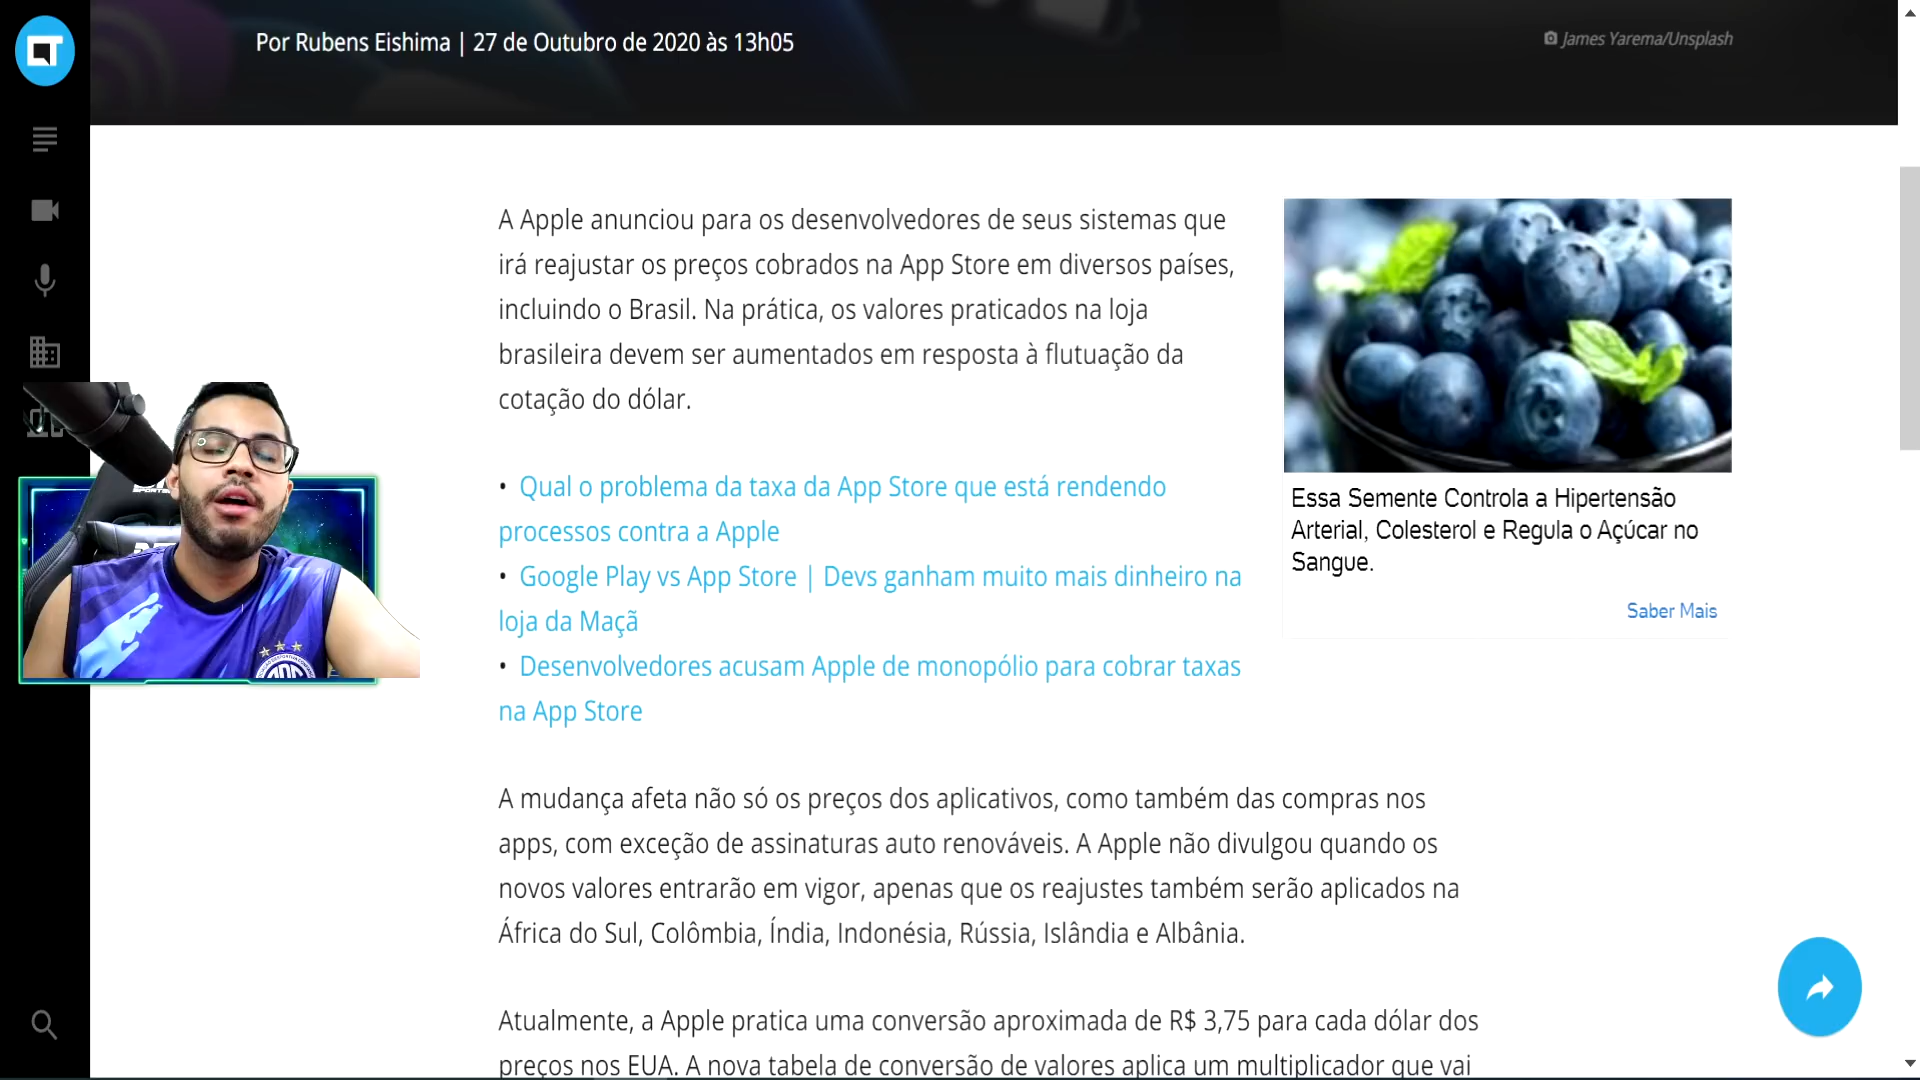 Por Rubens Eishima | 27 de Outubro de 2020 às 13h05
James Yarema/Unsplash
A Apple anunciou para os desenvolvedores de seus sistemas que
irá reajustar os preços cobrados na App Store em diversos países,
incluindo o Brasil. Na prática, os valores praticados na loja
brasileira devem ser aumentados em resposta à flutuação da
cotação do dólar.
• Qual o problema da taxa da App Store que está rendendo
processos contra a Apple
• Google Play vs App Store | Devs ganham muito mais dinheiro na
loja da Maçã
• Desenvolvedores acusam Apple de monopólio para cobrar taxas
na App Store
Essa Semente Controla a Hipertensão
Arterial, Colesterol e Regula o Açúcar no
Sangue.
Saber Mais
A mudança afeta não só os preços dos aplicativos, como também das compras nos
apps, com exceção de assinaturas auto renováveis. A Apple não divulgou quando os
novos valores entrarão em vigor, apenas que os reajustes também serão aplicados na
África do Sul, Colômbia, Índia, Indonésia, Rússia, Islândia e Albânia.
Atualmente, a Apple pratica uma conversão aproximada de R$ 3,75 para cada dólar dos
preços nos EUA. A nova tabela de conversão de valores aplica um multiplicador que vai